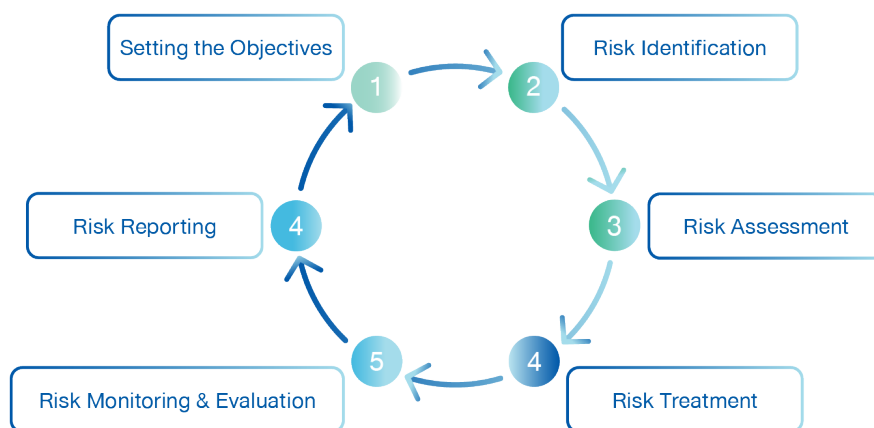 Setting the Objectives
1
2
Risk Identification
Risk Reporting
4
3
Risk Assessment
Risk Monitoring & Evaluation
5
4
Risk Treatment